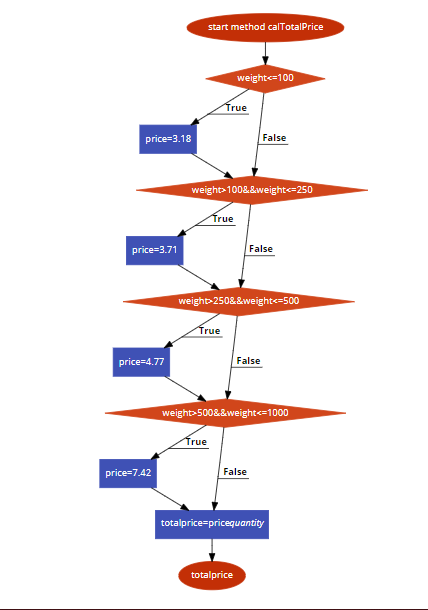 start method calTotalPrice
weight<=100
True
False
price=3.18
weight>100&&weight<=250
True
False
price=3.71
weight>250&&weight<=500
True
False
price=4.77
weight>500&&weight<=1000
True
False
price=7.42
totalprice=pricequantity
totalprice